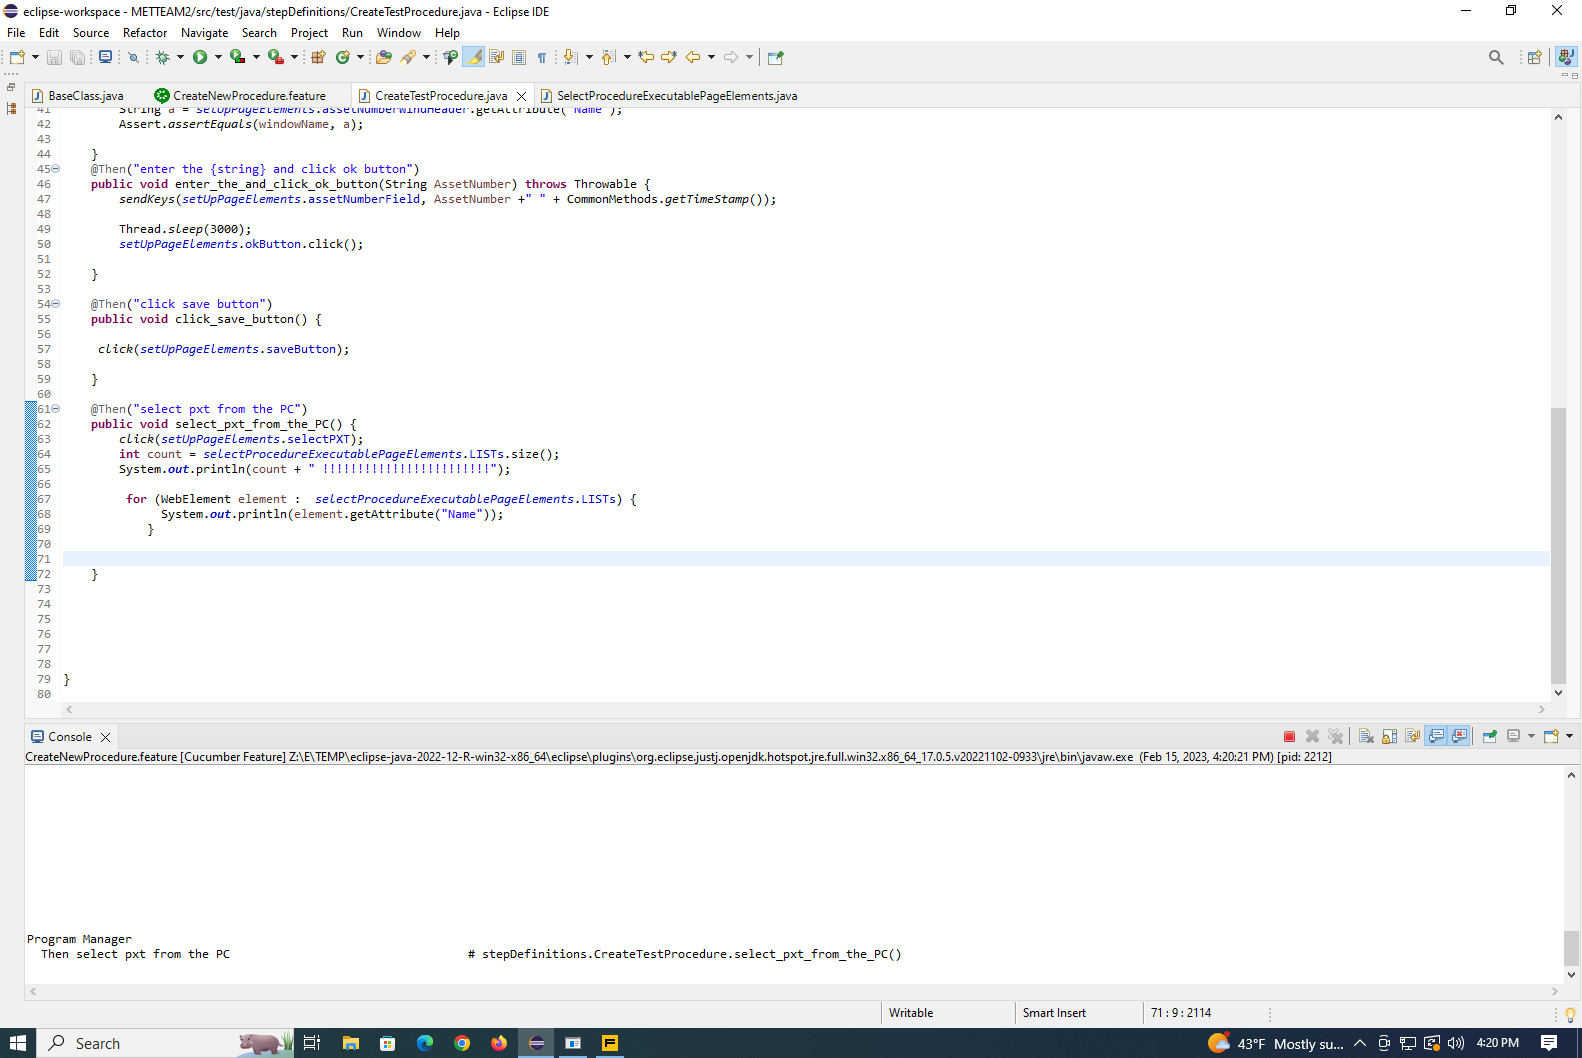 eclipse-workspace - METTEAM2/src/test/java/stepDefinitions/CreateTestProcedure.java - Eclipse IDE
File Edit Source Refactor Navigate Search Project Run Window Help
BaseClass.java CreateNewProcedure.feature CreateTestProcedure.java SelectProcedureExecutablePageElements.java
41 String a = setUpPageElements.assetNumberWindHeader.getAttribute("Name");
42 Assert.assertEquals(windowName, a);
43
44 }
45 @Then("enter the {string} and click ok button")
46 public void enter_the_and_click_ok_button(String AssetNumber) throws Throwable {
47 sendKeys(setUpPageElements.assetNumberField, AssetNumber +" " + CommonMethods.getTimeStamp());
48
49 Thread.sleep(3000);
50 setUpPageElements.okButton.click();
51
52 }
53
54 @Then("click save button")
55 public void click_save_button() {
56
57 click(setUpPageElements.saveButton);
58
59 }
60
61 @Then("select pxt from the PC")
62 public void select_pxt_from_the_PC() {
63 click(setUpPageElements.selectPXT);
64 int count = selectProcedureExecutablePageElements.LISTs.size();
65 System.out.println(count + " !!!!!!!!!!!!!!!!!!!!!!!!");
66
67 for (WebElement element : selectProcedureExecutablePageElements.LISTs) {
68 System.out.println(element.getAttribute("Name"));
69 }
70
71
72 }
73
74
75
76
77
78
79 }
80
Console
CreateNewProcedure.feature [Cucumber Feature] Z:\E\TEMP\eclipse-java-2022-12-R-win32-x86_64\eclipse\plugins\org.eclipse.justj.openjdk.hotspot.jre.full.win32.x86_64_17.0.5.v20221102-0933\jre\bin\javaw.exe (Feb 15, 2023, 4:20:21 PM) [pid: 2212]
Program Manager
Then select pxt from the PC # stepDefinitions.CreateTestProcedure.select_pxt_from_the_PC()
Writable Smart Insert 71 : 9 : 2114
Search 43°F Mostly su... 4:20 PM